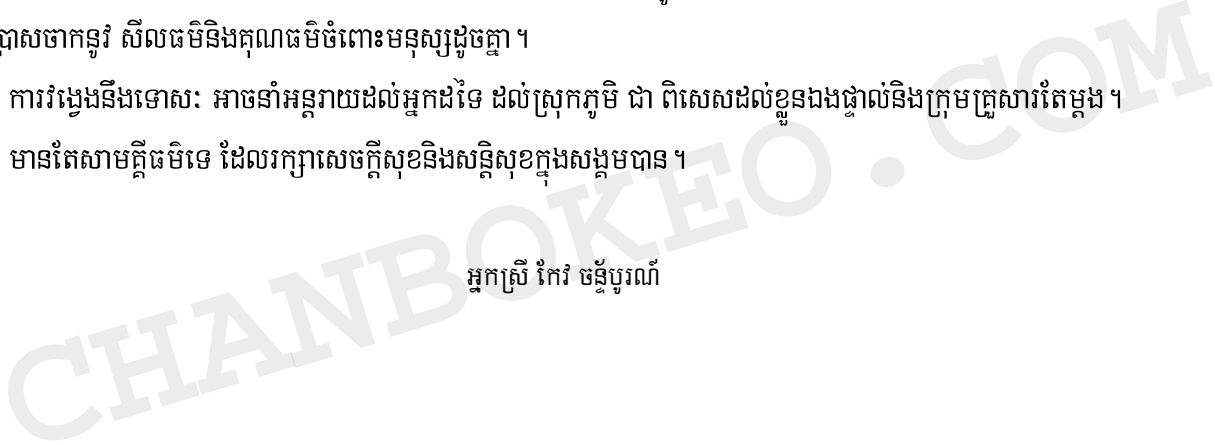 ប្រាសចាកនូវ សីលធម៌និងគុណធម៌ចំពោះមនុស្សដូចគ្នា។
ការវង្វេងនឹងទោសៈ អាចនាំអន្តរាយដល់អ្នកដទៃ ដល់ស្រុកភូមិ ជា ពិសេសដល់ខ្លួនឯងផ្ទាល់និងក្រុមគ្រួសារតែម្តង។
មានតែសាមគ្គីធម៌ទេ ដែលរក្សាសេចក្តីសុខនិងសន្តិសុខក្នុងសង្គមបាន។
អ្នកស្រី កែវ ចន្ទ័បូរណ៍
CHANBOKEO.COM